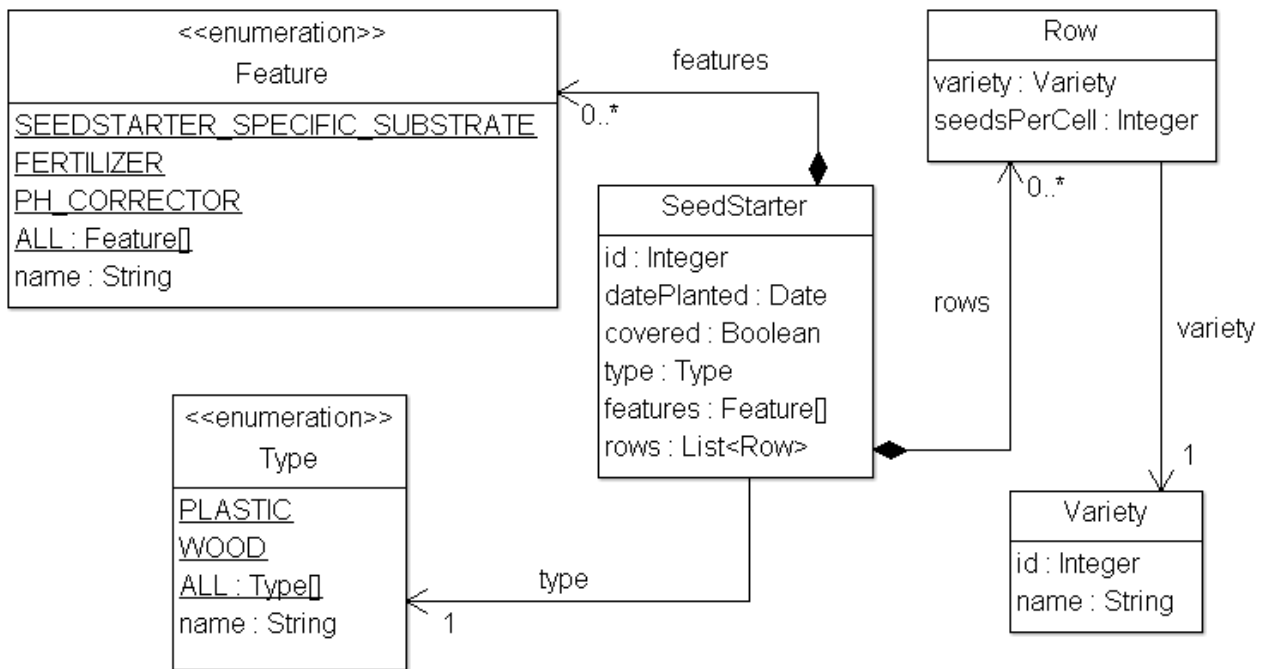 <<enumeration>>
Feature
SEEDSTARTER_SPECIFIC_SUBSTRATE
FERTILIZER
PH_CORRECTOR
ALL : Feature[]
name : String
features
0..*
Row
variety : Variety
seedsPerCell : Integer
0..*
SeedStarter
id : Integer
datePlanted : Date
covered : Boolean
type : Type
features : Feature[]
rows : List<Row>
rows
variety
<<enumeration>>
Type
PLASTIC
WOOD
ALL : Type[]
name : String
type
1
1
Variety
id : Integer
name : String